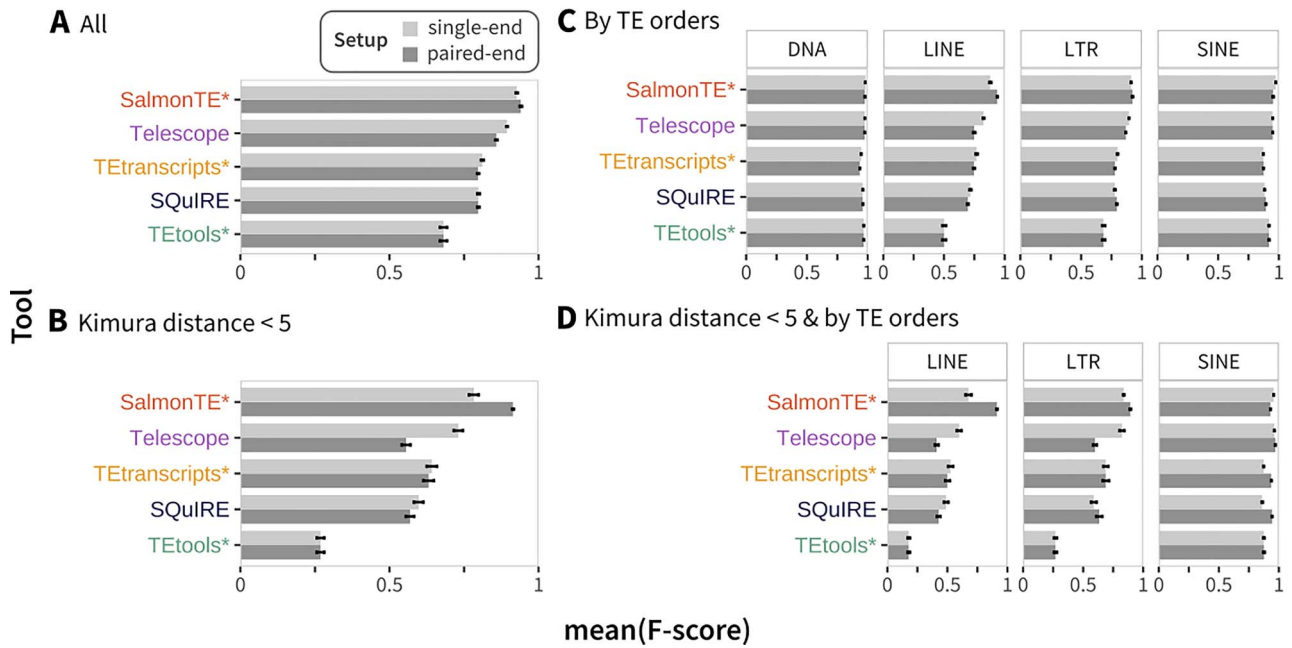 A All
Setup
single-end
paired-end
SalmonTE*
Telescope
TEtranscripts*
SQuIRE
TEtools*
0 0.5 1
C By TE orders
DNA LINE LTR SINE
SalmonTE*
Telescope
TEtranscripts*
SQuIRE
TEtools*
0 0.5 1 0 0.5 1 0 0.5 1 0 0.5 1
Tool
B Kimura distance < 5
SalmonTE*
Telescope
TEtranscripts*
SQuIRE
TEtools*
0 0.5 1
D Kimura distance < 5 & by TE orders
LINE LTR SINE
SalmonTE*
Telescope
TEtranscripts*
SQuIRE
TEtools*
0 0.5 1 0 0.5 1 0 0.5 1
mean(F-score)